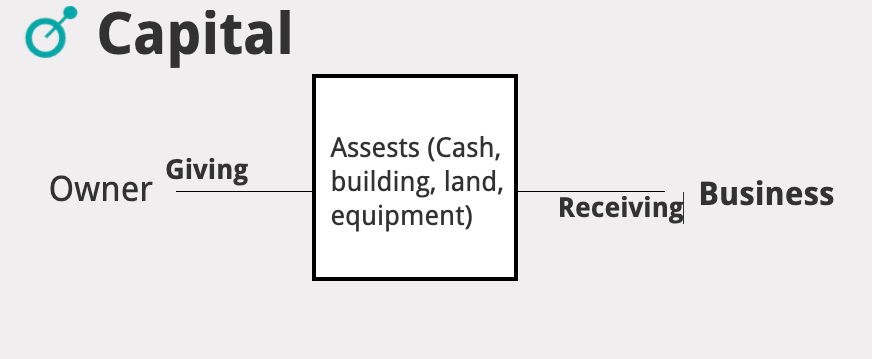 Capital
Owner
Giving
Assests (Cash,
building, land,
equipment)
Receiving
Business